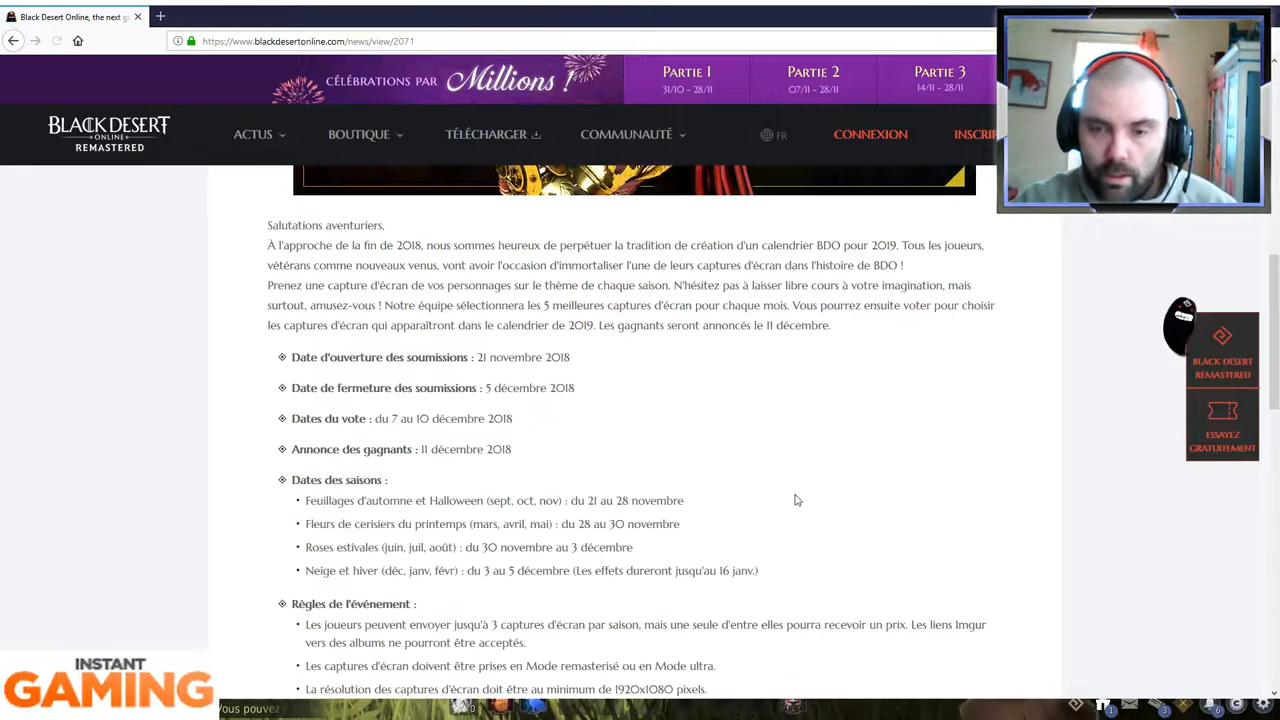 Black Desert Online, the next g
https://www.blackdesertonline.com/news/view/2071
CÉLÉBRATIONS PAR Millions !
PARTIE 1
31/10 - 28/11
PARTIE 2
07/11 - 28/11
PARTIE 3
14/11 - 28/11
BLACK DESERT
ONLINE
REMASTERED
ACTUS
BOUTIQUE
TÉLÉCHARGER
COMMUNAUTÉ
FR
CONNEXION
INSCRIP
Salutations aventuriers,
À l'approche de la fin de 2018, nous sommes heureux de perpétuer la tradition de création d'un calendrier BDO pour 2019. Tous les joueurs,
vétérans comme nouveaux venus, vont avoir l'occasion d'immortaliser l'une de leurs captures d'écran dans l'histoire de BDO !
Prenez une capture d'écran de vos personnages sur le thème de chaque saison. N'hésitez pas à laisser libre cours à votre imagination, mais
surtout, amusez-vous ! Notre équipe sélectionnera les 5 meilleures captures d'écran pour chaque mois. Vous pourrez ensuite voter pour choisir
les captures d'écran qui apparaîtront dans le calendrier de 2019. Les gagnants seront annoncés le 11 décembre.
Date d'ouverture des soumissions : 21 novembre 2018
Date de fermeture des soumissions : 5 décembre 2018
Dates du vote : du 7 au 10 décembre 2018
Annonce des gagnants : 11 décembre 2018
Dates des saisons :
• Feuillages d'automne et Halloween (sept, oct, nov) : du 21 au 28 novembre
• Fleurs de cerisiers du printemps (mars, avril, mai) : du 28 au 30 novembre
• Roses estivales (juin, juil, août) : du 30 novembre au 3 décembre
• Neige et hiver (déc, janv, févr) : du 3 au 5 décembre (Les effets dureront jusqu'au 16 janv.)
Règles de l'événement :
• Les joueurs peuvent envoyer jusqu'à 3 captures d'écran par saison, mais une seule d'entre elles pourra recevoir un prix. Les liens Imgur
vers des albums ne pourront être acceptés.
• Les captures d'écran doivent être prises en Mode remasterisé ou en Mode ultra.
• La résolution des captures d'écran doit être au minimum de 1920x1080 pixels.
BLACK DESERT
REMASTERED
ESSAYEZ
GRATUITEMENT
INSTANT
GAMING
Vous pouvez
0
1
3
6